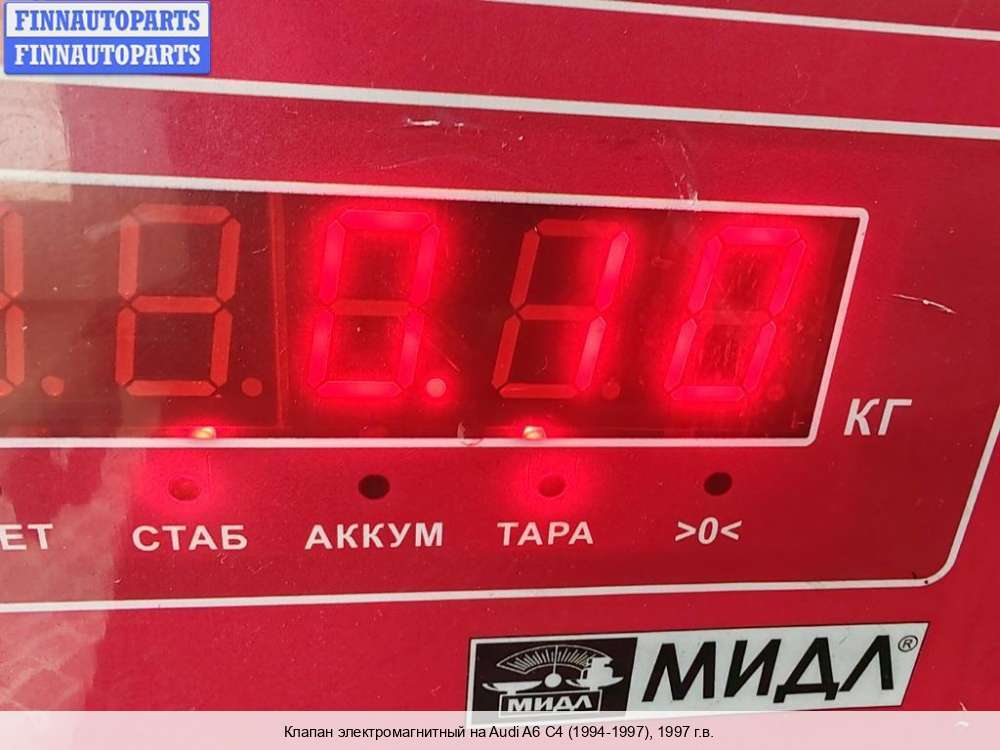 FINNAUTOPARTS
FINNAUTOPARTS
0.10
КГ
ЕТ СТАБ АККУМ ТАРА >0<
МИДЛ МИДЛ®
Клапан электромагнитный на Audi A6 C4 (1994-1997), 1997 г.в.